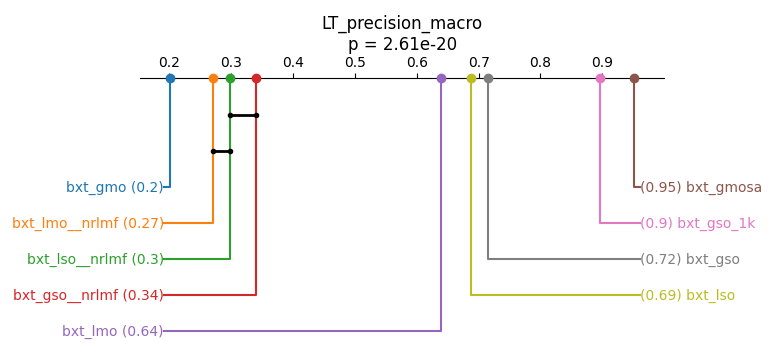 LT_precision_macro
p = 2.61e-20
0.2 0.3 0.4 0.5 0.6 0.7 0.8 0.9
bxt_gmo (0.2) (0.95) bxt_gmosa
bxt_lmo__nrlmf (0.27) (0.9) bxt_gso_1k
bxt_lso__nrlmf (0.3) (0.72) bxt_gso
bxt_gso__nrlmf (0.34) (0.69) bxt_lso
bxt_lmo (0.64)